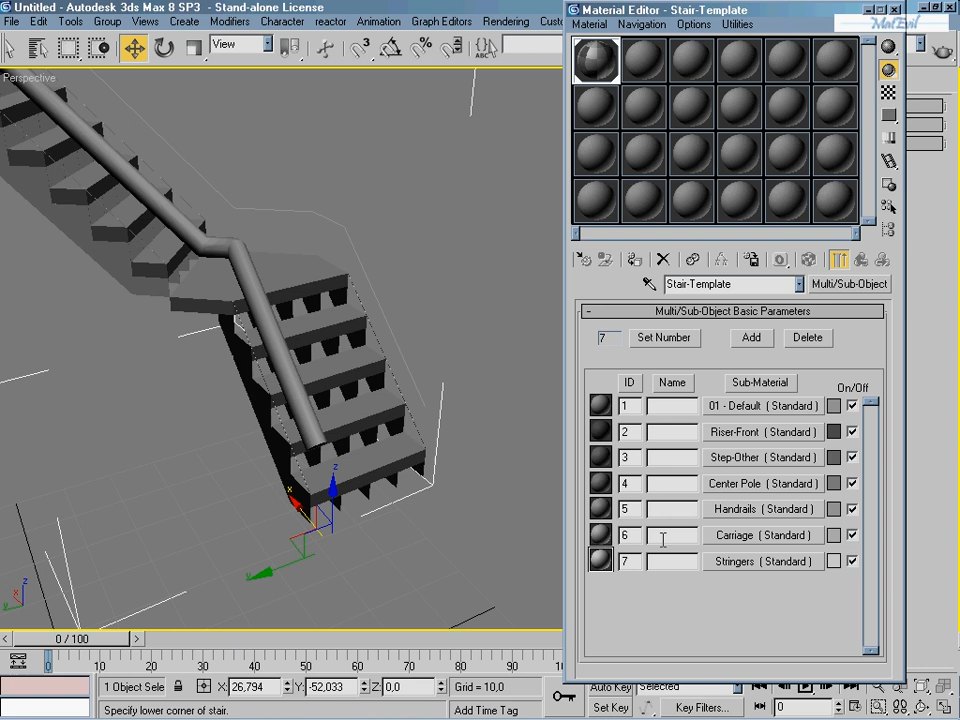 Untitled - Autodesk 3ds Max 8 SP3 - Stand-alone License
File Edit Tools Group Views Create Modifiers Character reactor Animation Graph Editors Rendering
View
ABC
Perspective
x
z
y
z
x
y
0 / 100
0 10 20 30 40 50 60 70 80 90
1 Object Sele X: 26,794 Y: -52,033 Z: 0,0 Grid = 10,0
Specify lower corner of stair. Add Time Tag
Auto Key Selected
Set Key Key Filters... 0
Material Editor - Stair-Template
MatEvil
Material Navigation Options Utilities
Stair-Template Multi/Sub-Object
- Multi/Sub-Object Basic Parameters
7 Set Number Add Delete
ID Name Sub-Material On/Off
1 01 - Default ( Standard )
2 Riser-Front ( Standard )
3 Step-Other ( Standard )
4 Center Pole ( Standard )
5 Handrails ( Standard )
6 Carriage ( Standard )
7 Stringers ( Standard )